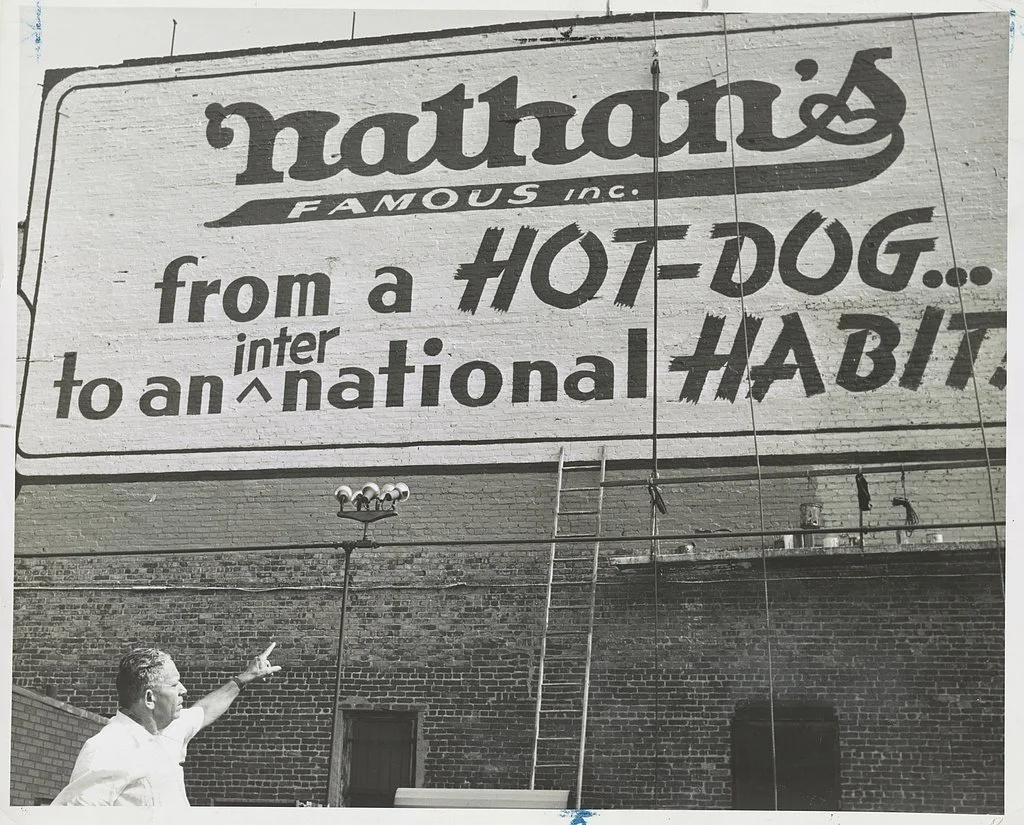 Nathan's
FAMOUS inc.
from a HOT-DOG...
inter
to an ^ national HABIT!